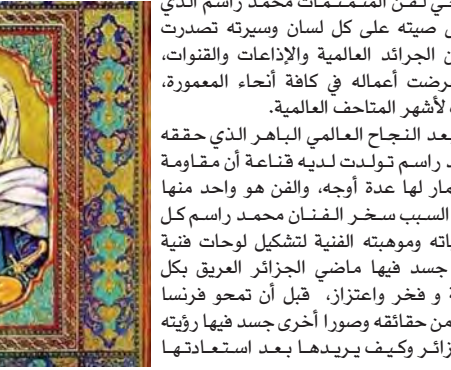 لفن المنمنمات محمد راسم الذي
صيته على كل لسان وسيرته تصدرت
الجرائد العالمية والإذاعات والقنوات،
أعماله في كافة أنحاء المعمورة،
لأشهر المتاحف العالمية.
النجاح العالمي الباهر الذي حققه
راسم تولدت لديه قناعة أن مقاومة
لها عدة أوجه، والفن هو واحد منها
السبب سخر الفنان محمد راسم كل
وموهبته الفنية لتشكيل لوحات فنية
جسد فيها ماضي الجزائر العريق بكل
و فخر واعتزاز، قبل أن تمحو فرنسا
من حقائقه وصورا أخرى جسد فيها رؤيته
وكيف يريدها بعد استعادتها